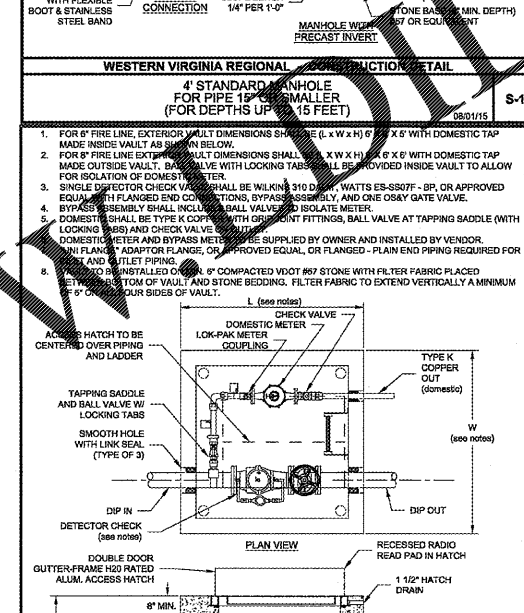 WITH FLEXIBLE
BOOT & STAINLESS
STEEL BAND
CONNECTION
1/4" PER 1'-0"
MANHOLE WITH
PRECAST INVERT
STONE BASE MIN. DEPTH)
#57 OR EQUIVALENT
WESTERN VIRGINIA REGIONAL CONSTRUCTION DETAIL
4' STANDARD MANHOLE
FOR PIPE 15" OR SMALLER
(FOR DEPTHS UP TO 15 FEET)
08/01/15
S-1
1. FOR 6" FIRE LINE, EXTERIOR VAULT DIMENSIONS SHALL BE (L x W x H) 6' X 5' WITH DOMESTIC TAP
MADE INSIDE VAULT AS SHOWN BELOW.
2. FOR 8" FIRE LINE EXTERIOR VAULT DIMENSIONS SHALL BE (L X W X H) X 6' X 6' WITH DOMESTIC TAP
MADE OUTSIDE VAULT. BALL VALVE WITH LOCKING TABS SHALL BE PROVIDED INSIDE VAULT TO ALLOW
FOR ISOLATION OF DOMESTIC METER.
3. SINGLE DETECTOR CHECK VALVE SHALL BE WILKINS 310 WATTS ES-SS07F - BP, OR APPROVED
EQUAL WITH FLANGED END CONNECTIONS, BYPASS ASSEMBLY, AND ONE OS&Y GATE VALVE.
4. BYPASS ASSEMBLY SHALL INCLUDE BALL VALVE TO ISOLATE METER.
5. DOMESTIC SHALL BE TYPE K COPPER WITH GRIP JOINT FITTINGS, BALL VALVE AT TAPPING SADDLE (WITH
LOCKING TABS) AND CHECK VALVE ON OUTLET.
DOMESTIC METER AND BYPASS METER TO BE SUPPLIED BY OWNER AND INSTALLED BY VENDOR.
"UNI FLANGE" ADAPTOR FLANGE, OR APPROVED EQUAL, OR FLANGED - PLAIN END PIPING REQUIRED FOR
INLET AND OUTLET PIPING.
8. VAULT TO BE INSTALLED ON MIN. 6" COMPACTED VDOT #57 STONE WITH FILTER FABRIC PLACED
BETWEEN BOTTOM OF VAULT AND STONE BEDDING. FILTER FABRIC TO EXTEND VERTICALLY A MINIMUM
OF 6" ON ALL FOUR SIDES OF VAULT.
L (see notes)
CHECK VALVE
DOMESTIC METER
LOK-PAK METER
COUPLING
ACCESS HATCH TO BE
CENTERED OVER PIPING
AND LADDER
TYPE K
COPPER
OUT
(domestic)
TAPPING SADDLE
AND BALL VALVE W/
LOCKING TABS
W
(see notes)
SMOOTH HOLE
WITH LINK SEAL
(TYPE OF 3)
DIP IN
DIP OUT
DETECTOR CHECK
(see notes)
PLAN VIEW
DOUBLE DOOR
GUTTER-FRAME H20 RATED
ALUM. ACCESS HATCH
RECESSED RADIO
READ PAD IN HATCH
1 1/2" HATCH
DRAIN
8" MIN.